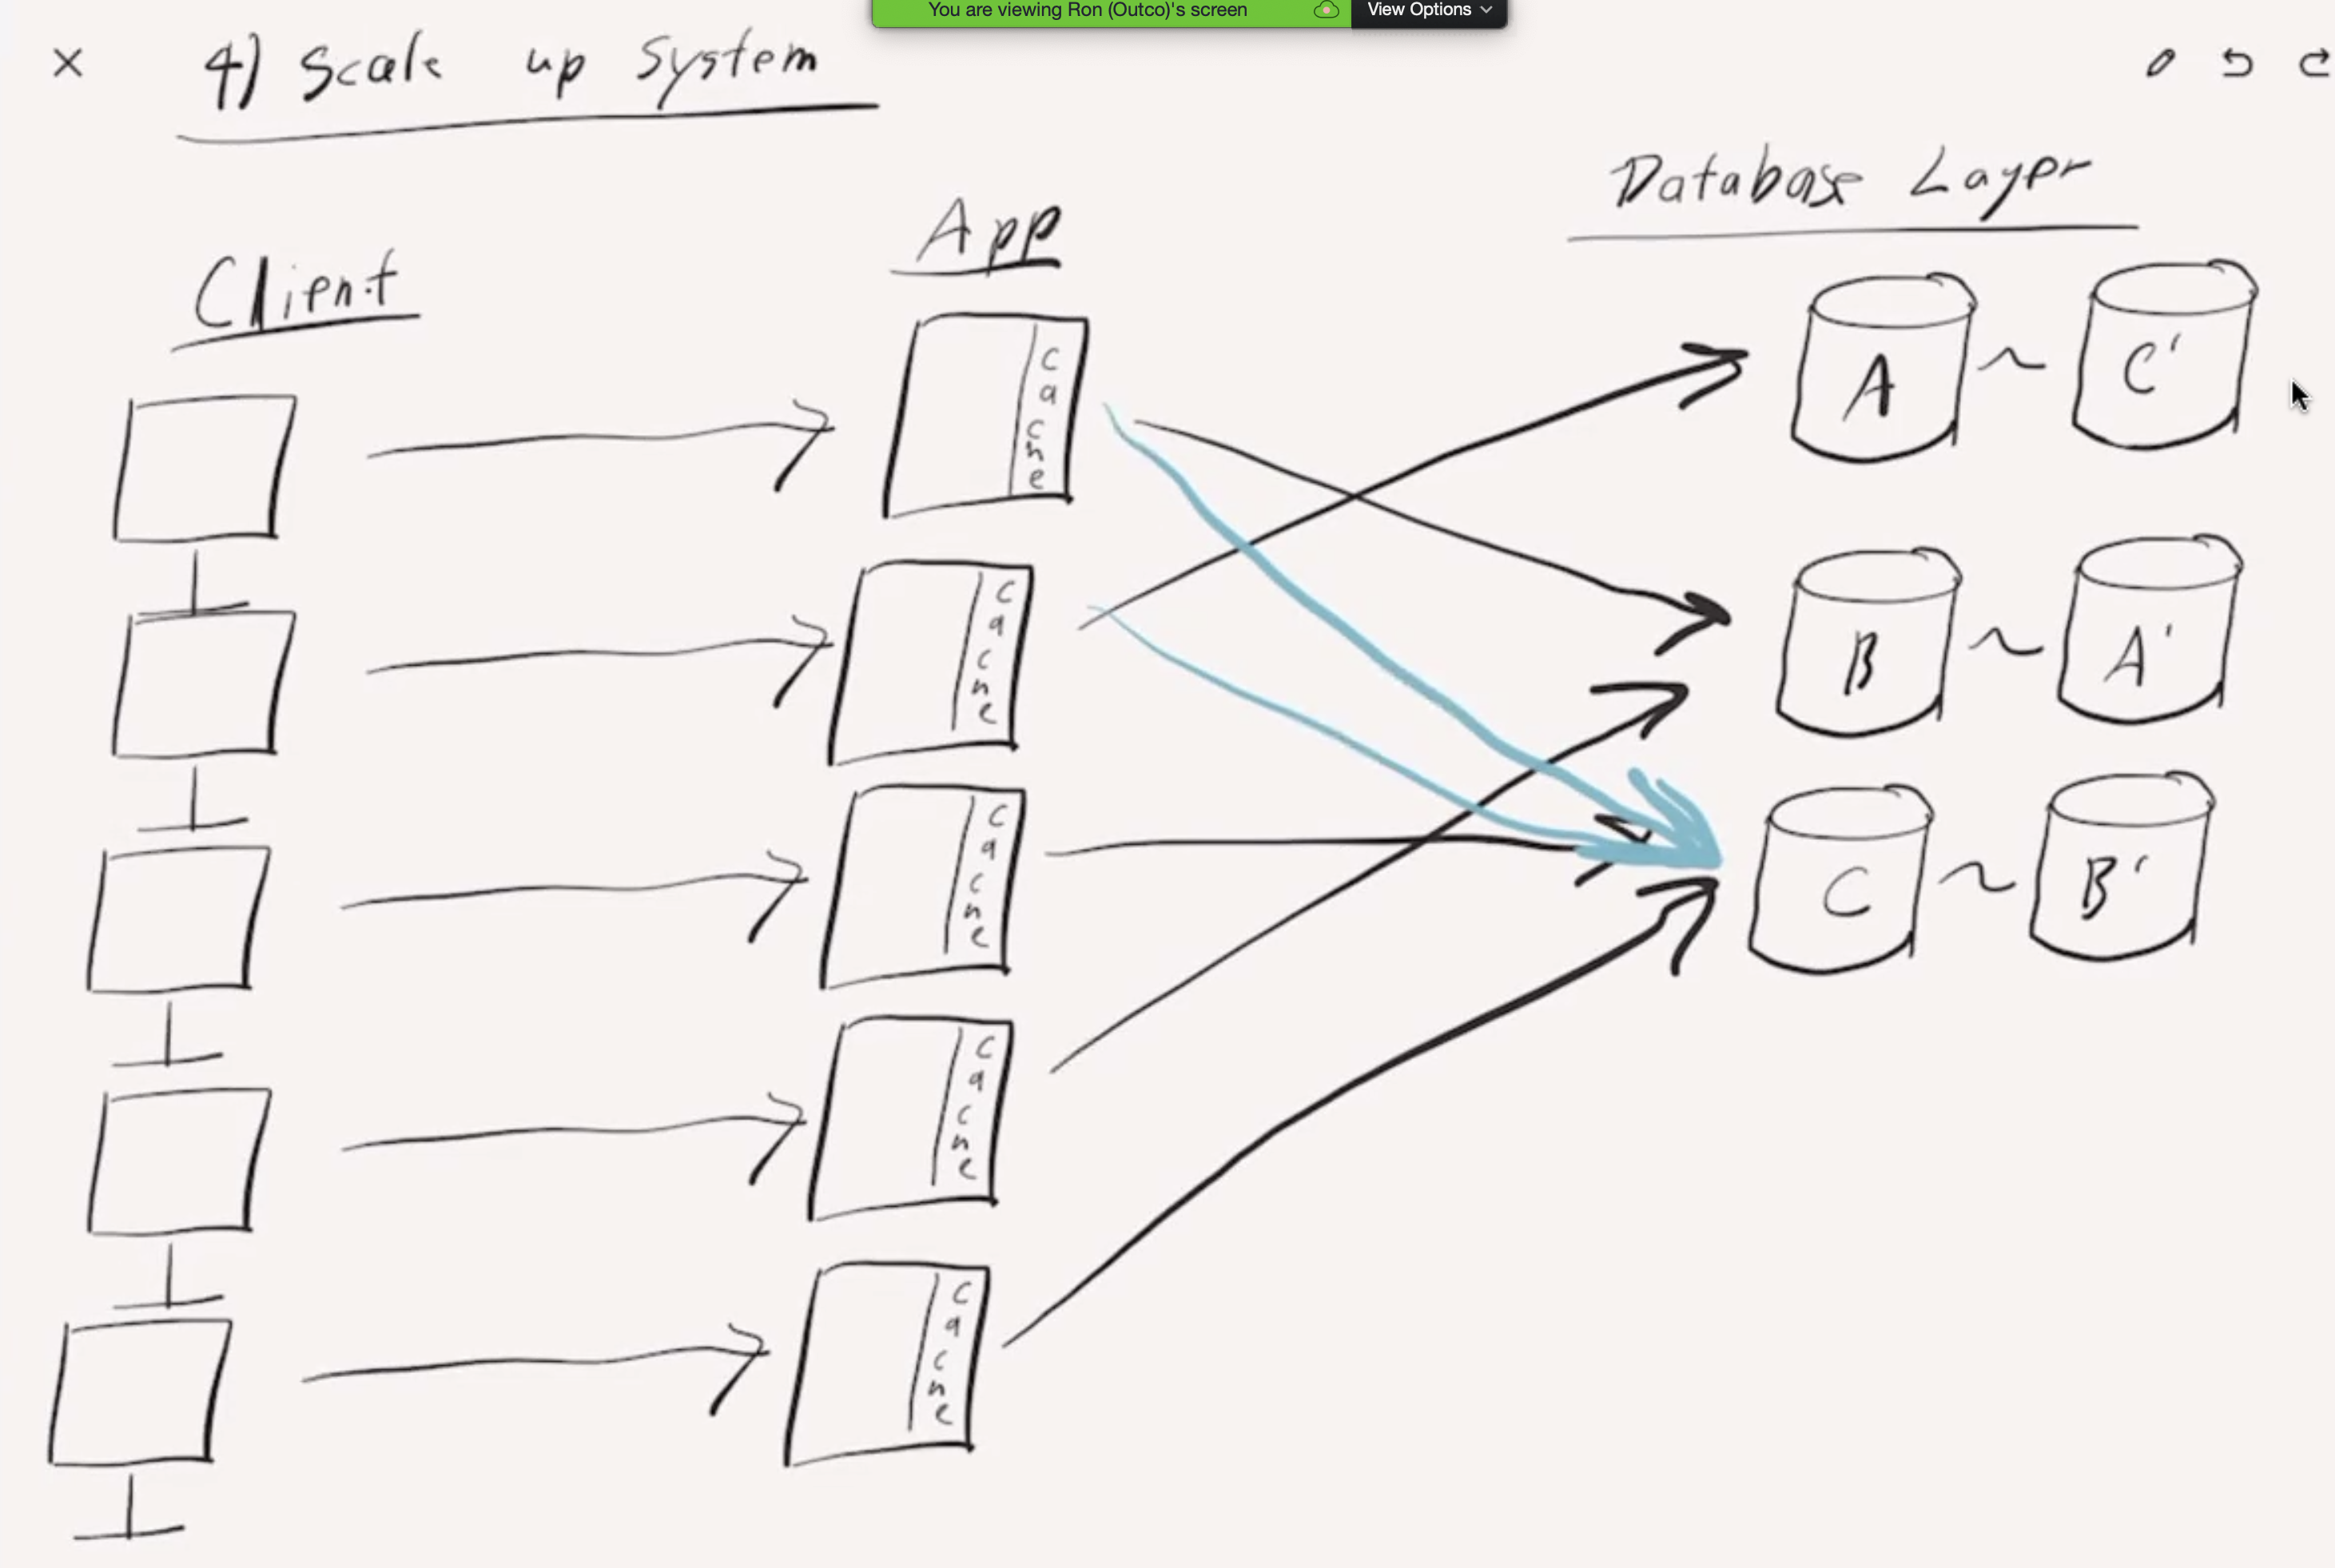 You are viewing Ron (Outco)'s screen
View Options
4) Scale up System
Database Layer
App
Client
Cache
Cache
Cache
Cache
Cache
A ~ C'
B ~ A'
C ~ B'